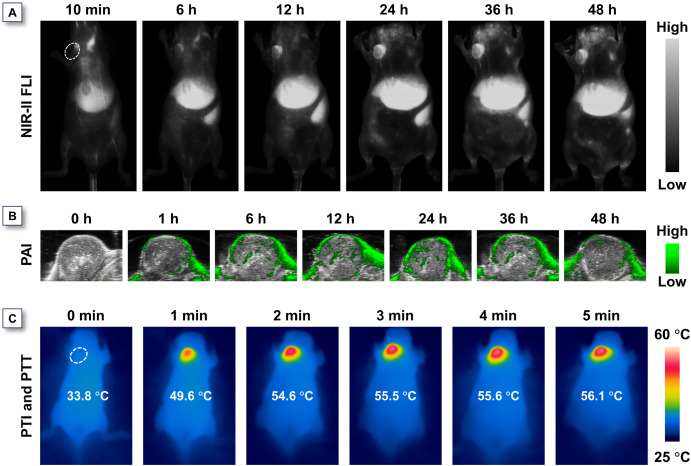 A
10 min 6 h 12 h 24 h 36 h 48 h
NIR-II FLI
High
Low
B
0 h 1 h 6 h 12 h 24 h 36 h 48 h
PAI
High
Low
C
0 min 1 min 2 min 3 min 4 min 5 min
PTI and PTT
60 °C
33.8 °C 49.6 °C 54.6 °C 55.5 °C 55.6 °C 56.1 °C
25 °C